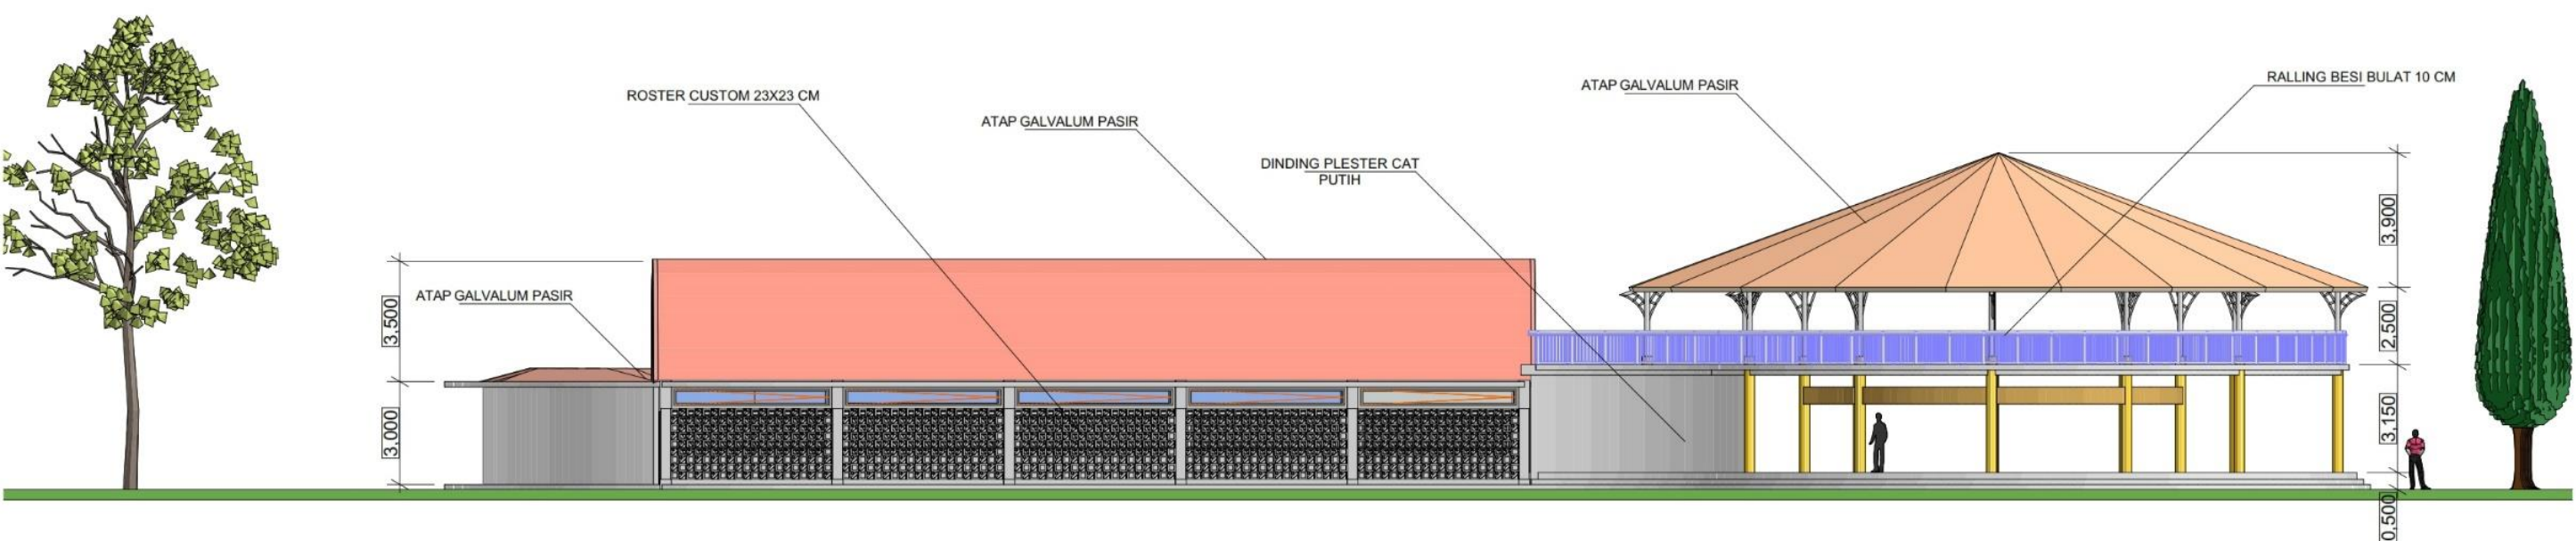 RALLING BESI BULAT 10 CM
ATAP GALVALUM PASIR
ROSTER CUSTOM 23X23 CM
ATAP GALVALUM PASIR
DINDING PLESTER CAT
PUTIH
3,900
ATAP GALVALUM PASIR
3.500
2,500
3.000
3,150
0.500